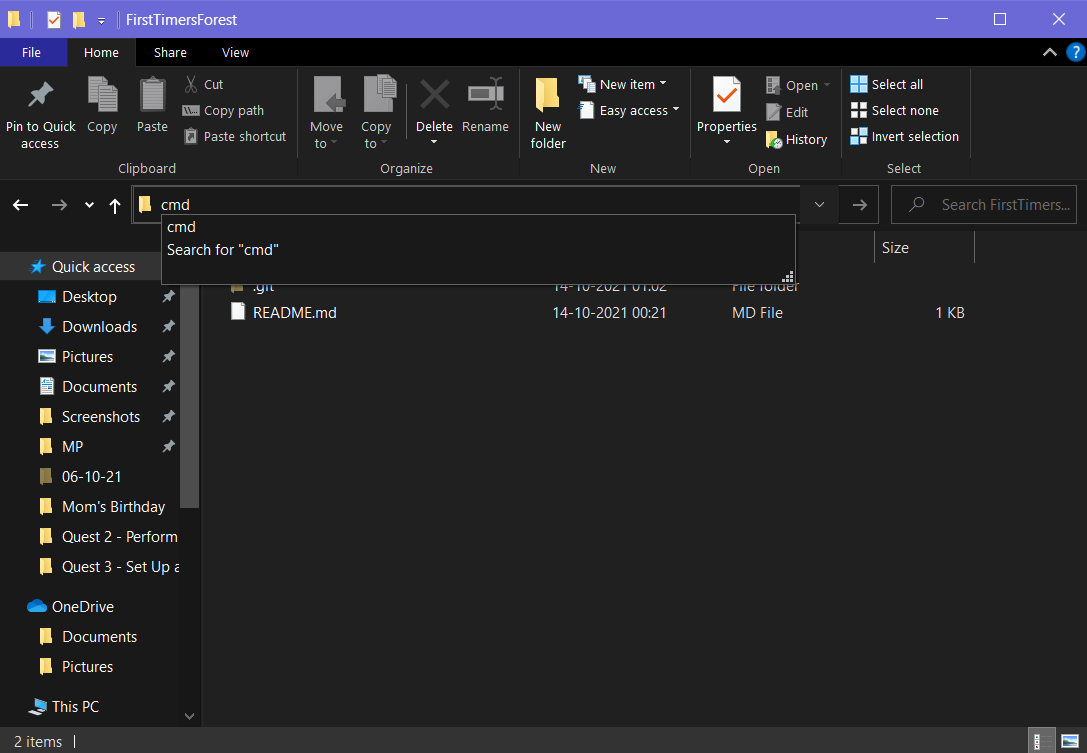 FirstTimersForest
File Home Share View
Pin to Quick access
Copy
Paste
Cut
Copy path
Paste shortcut
Clipboard
Move to
Copy to
Delete
Rename
Organize
New folder
New item
Easy access
New
Properties
Open
Edit
History
Open
Select all
Select none
Invert selection
Select
cmd
Search FirstTimers...
cmd
Search for "cmd"
Size
.git 14-10-2021 01:02 File folder
README.md 14-10-2021 00:21 MD File 1 KB
Quick access
Desktop
Downloads
Pictures
Documents
Screenshots
MP
06-10-21
Mom's Birthday
Quest 2 - Perform
Quest 3 - Set Up a
OneDrive
Documents
Pictures
This PC
2 items